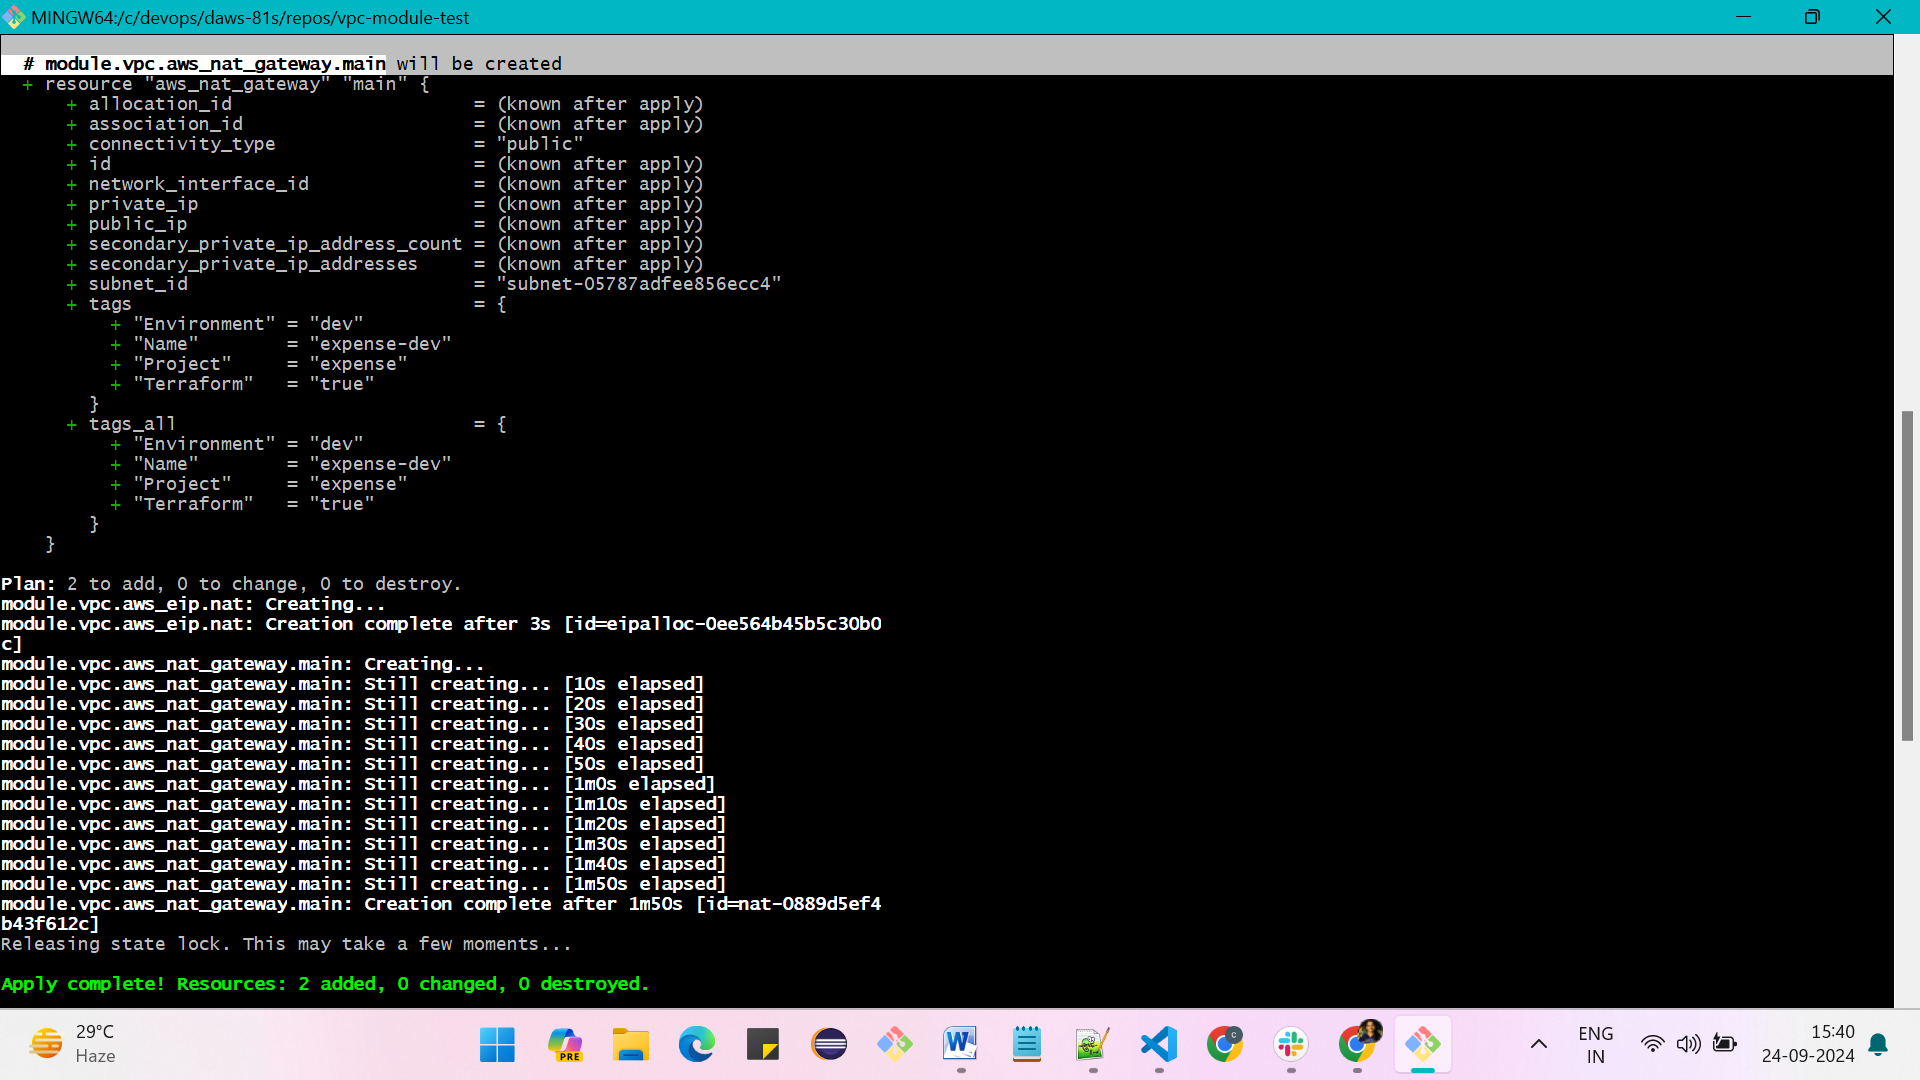 MINGW64:/c/devops/daws-81s/repos/vpc-module-test
  # module.vpc.aws_nat_gateway.main will be created
  + resource "aws_nat_gateway" "main" {
      + allocation_id                      = (known after apply)
      + association_id                     = (known after apply)
      + connectivity_type                  = "public"
      + id                                 = (known after apply)
      + network_interface_id               = (known after apply)
      + private_ip                         = (known after apply)
      + public_ip                          = (known after apply)
      + secondary_private_ip_address_count = (known after apply)
      + secondary_private_ip_addresses     = (known after apply)
      + subnet_id                          = "subnet-05787adfee856ecc4"
      + tags                               = {
          + "Environment" = "dev"
          + "Name"        = "expense-dev"
          + "Project"     = "expense"
          + "Terraform"   = "true"
        }
      + tags_all                           = {
          + "Environment" = "dev"
          + "Name"        = "expense-dev"
          + "Project"     = "expense"
          + "Terraform"   = "true"
        }
    }
Plan: 2 to add, 0 to change, 0 to destroy.
module.vpc.aws_eip.nat: Creating...
module.vpc.aws_eip.nat: Creation complete after 3s [id=eipalloc-0ee564b45b5c30b0
c]
module.vpc.aws_nat_gateway.main: Creating...
module.vpc.aws_nat_gateway.main: Still creating... [10s elapsed]
module.vpc.aws_nat_gateway.main: Still creating... [20s elapsed]
module.vpc.aws_nat_gateway.main: Still creating... [30s elapsed]
module.vpc.aws_nat_gateway.main: Still creating... [40s elapsed]
module.vpc.aws_nat_gateway.main: Still creating... [50s elapsed]
module.vpc.aws_nat_gateway.main: Still creating... [1m0s elapsed]
module.vpc.aws_nat_gateway.main: Still creating... [1m10s elapsed]
module.vpc.aws_nat_gateway.main: Still creating... [1m20s elapsed]
module.vpc.aws_nat_gateway.main: Still creating... [1m30s elapsed]
module.vpc.aws_nat_gateway.main: Still creating... [1m40s elapsed]
module.vpc.aws_nat_gateway.main: Still creating... [1m50s elapsed]
module.vpc.aws_nat_gateway.main: Creation complete after 1m50s [id=nat-0889d5ef4
b43f612c]
Releasing state lock. This may take a few moments...
Apply complete! Resources: 2 added, 0 changed, 0 destroyed.
29°C
Haze
PRE
W
C
ENG
IN
15:40
24-09-2024